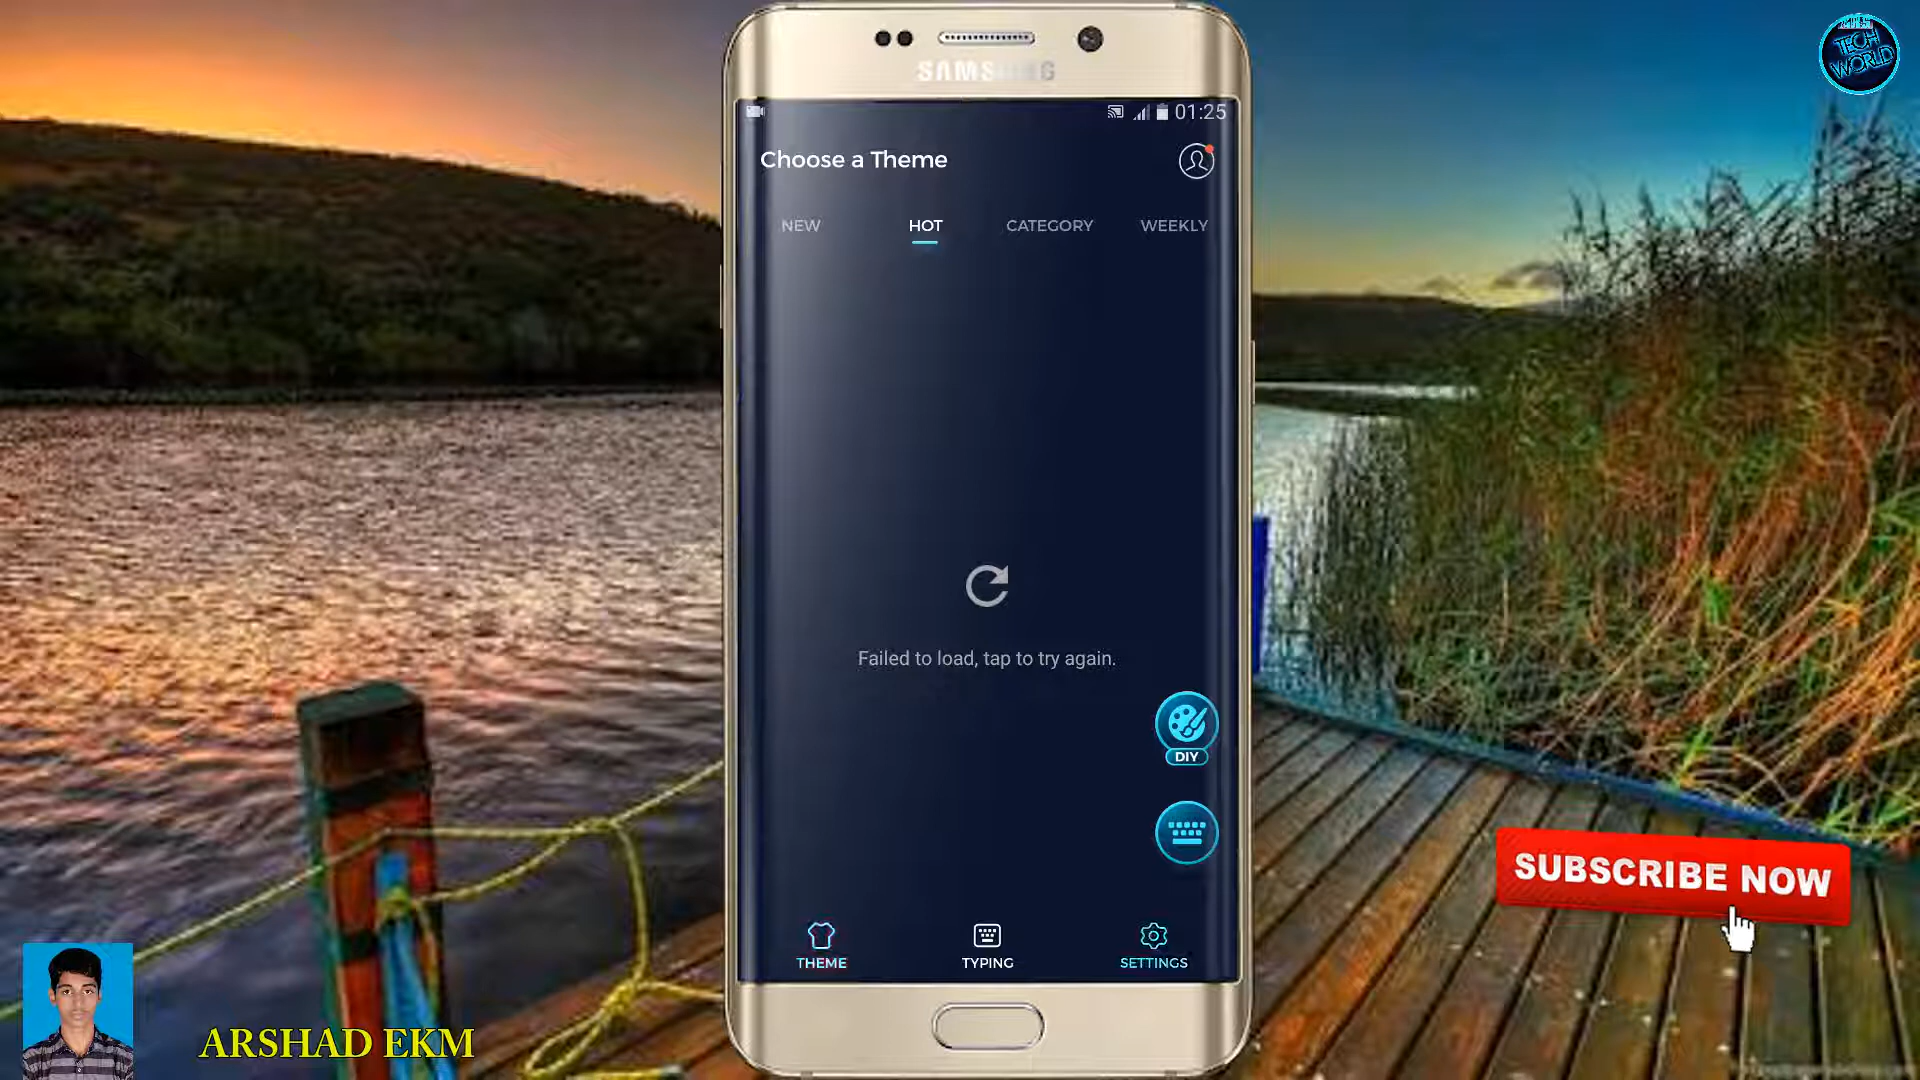 TECH
WORLD
SAMSUNG
01:25
Choose a Theme
NEW
HOT
CATEGORY
WEEKLY
Failed to load, tap to try again.
DIY
THEME
TYPING
SETTINGS
SUBSCRIBE NOW
ARSHAD EKM